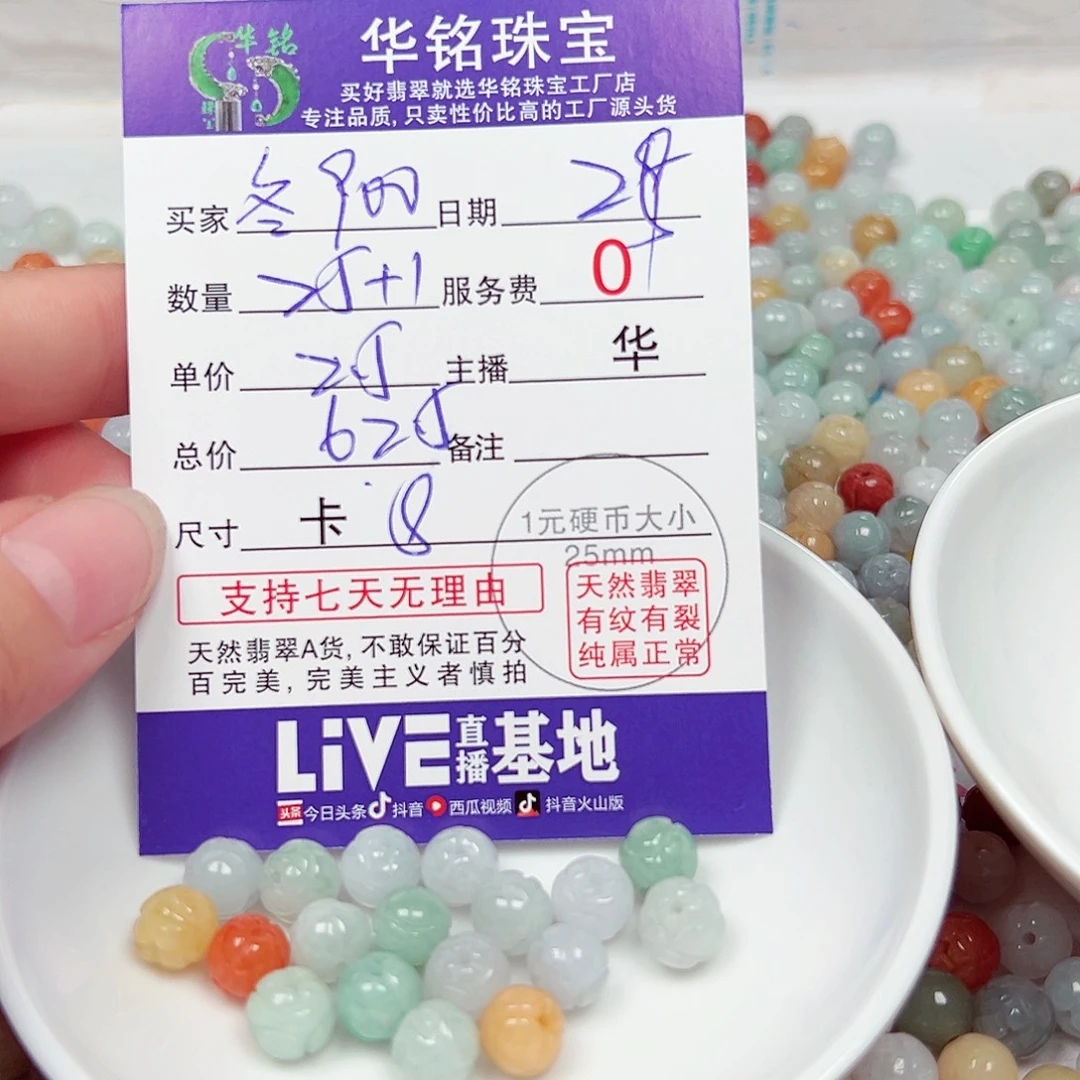 华铭
华铭珠宝
买好翡翠就选华铭珠宝工厂店
专注品质,只卖性价比高的工厂源头货
买家 日期
数量 +1 服务费 0
单价 主播 华
总价 备注
尺寸 卡 8 1元硬币大小
25mm
支持七天无理由
天然翡翠
有纹有裂
纯属正常
天然翡翠A货,不敢保证百分
百完美,完美主义者慎拍
LiVE直播基地
头条 今日头条 抖音 西瓜视频 抖音火山版